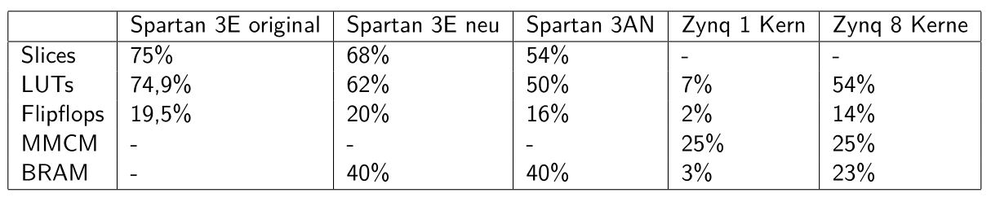 Spartan 3E original Spartan 3E neu Spartan 3AN Zynq 1 Kern Zynq 8 Kerne
Slices 75% 68% 54% - -
LUTs 74,9% 62% 50% 7% 54%
Flipflops 19,5% 20% 16% 2% 14%
MMCM - - - 25% 25%
BRAM - 40% 40% 3% 23%